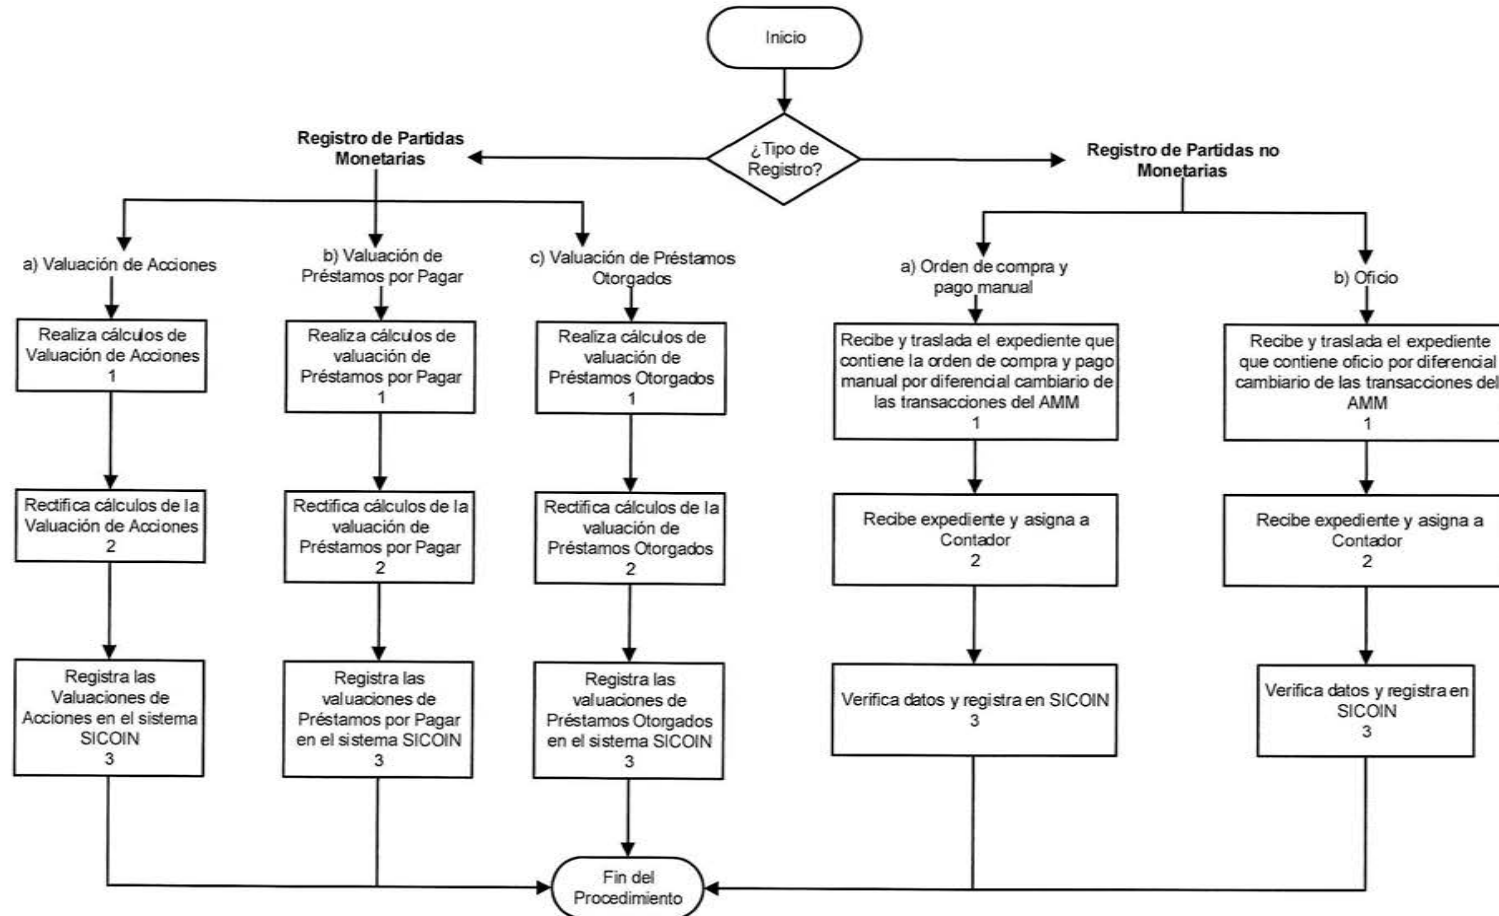 Inicio
¿Tipo de
Registro?
Registro de Partidas
Monetarias
Registro de Partidas no
Monetarias
a) Valuación de Acciones
b) Valuación de
Préstamos por Pagar
c) Valuación de Préstamos
Otorgados
a) Orden de compra y
pago manual
b) Oficio
Realiza cálculos de
Valuación de Acciones
1
Realiza cálculos de
valuación de
Préstamos por Pagar
1
Realiza cálculos de
valuación de
Préstamos Otorgados
1
Recibe y traslada el expediente que
contiene la orden de compra y pago
manual por diferencial cambiario de
las transacciones del AMM
1
Recibe y traslada el expediente
que contiene oficio por diferencial
cambiario de las transacciones del
AMM
1
Rectifica cálculos de la
Valuación de Acciones
2
Rectifica cálculos de la
valuación de
Préstamos por Pagar
2
Rectifica cálculos de la
valuación de
Préstamos Otorgados
2
Recibe expediente y asigna a
Contador
2
Recibe expediente y asigna a
Contador
2
Registra las
Valuaciones de
Acciones en el sistema
SICOIN
3
Registra las
valuaciones de
Préstamos por Pagar
en el sistema SICOIN
3
Registra las
valuaciones de
Préstamos Otorgados
en el sistema SICOIN
3
Verifica datos y registra en SICOIN
3
Verifica datos y registra en
SICOIN
3
Fin del
Procedimiento